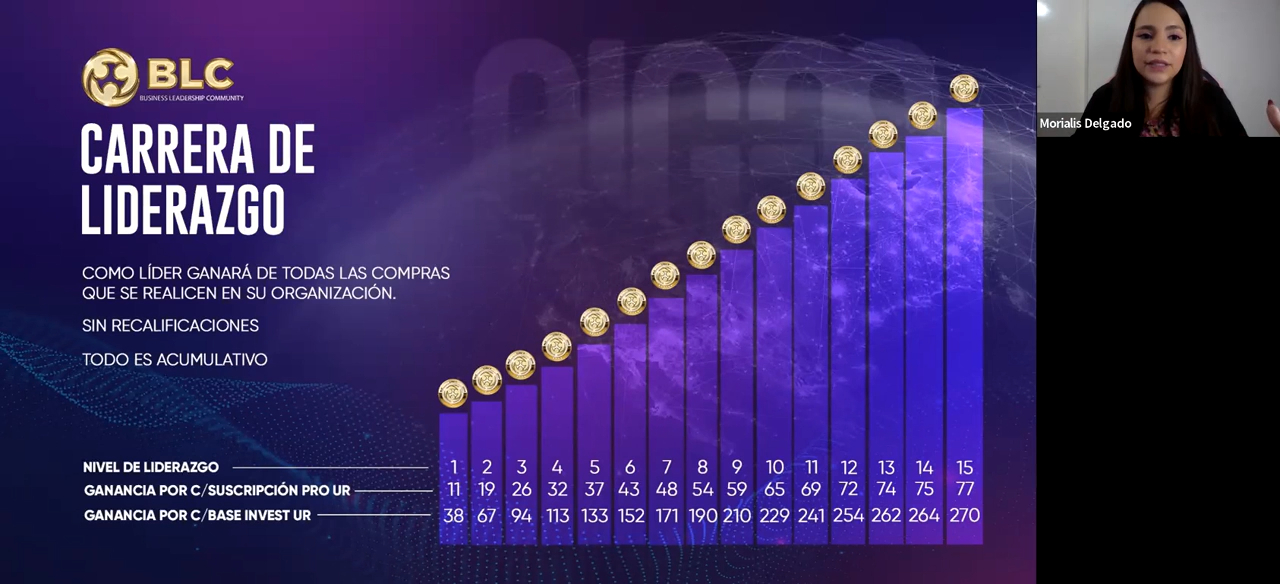 BLC
BUSINESS LEADERSHIP COMMUNITY
CARRERA DE
LIDERAZGO
COMO LÍDER GANARÁ DE TODAS LAS COMPRAS
QUE SE REALICEN EN SU ORGANIZACIÓN.
SIN RECALIFICACIONES
TODO ES ACUMULATIVO
NIVEL DE LIDERAZGO 1 2 3 4 5 6 7 8 9 10 11 12 13 14 15
GANANCIA POR C/SUSCRIPCIÓN PRO UR 11 19 26 32 37 43 48 54 59 65 69 72 74 75 77
GANANCIA POR C/BASE INVEST UR 38 67 94 113 133 152 171 190 210 229 241 254 262 264 270
Morialis Delgado